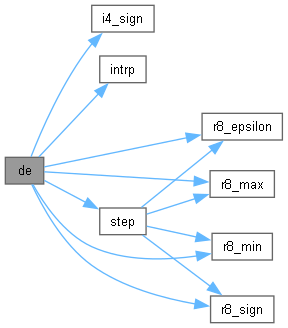 i4_sign
intrp
r8_epsilon
de
r8_max
step
r8_min
r8_sign